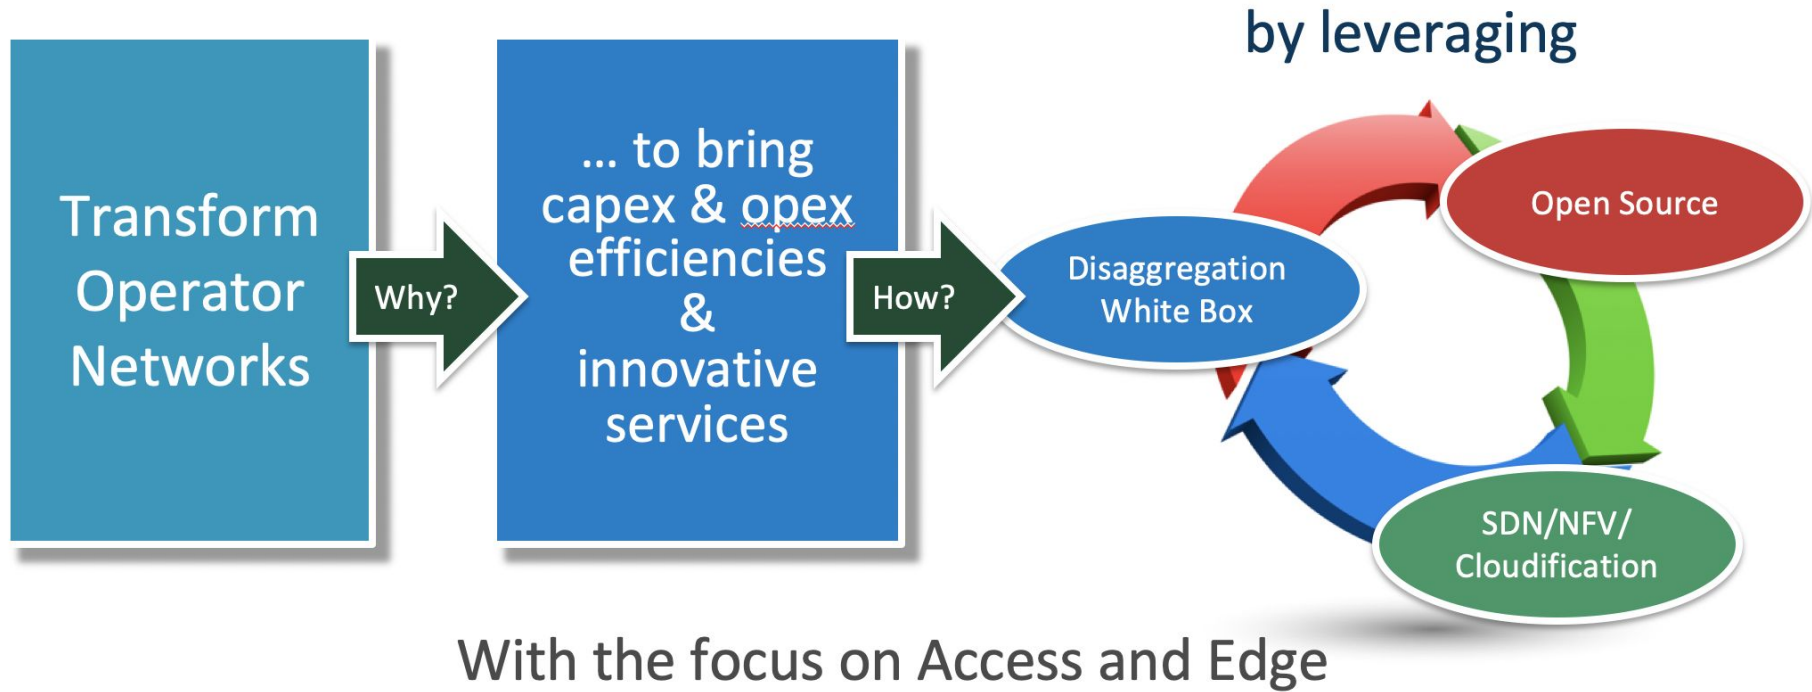 Transform
Operator
Networks
Why?
... to bring
capex & opex
efficiencies
&
innovative
services
How?
by leveraging
Disaggregation
White Box
Open Source
SDN/NFV/
Cloudification
With the focus on Access and Edge